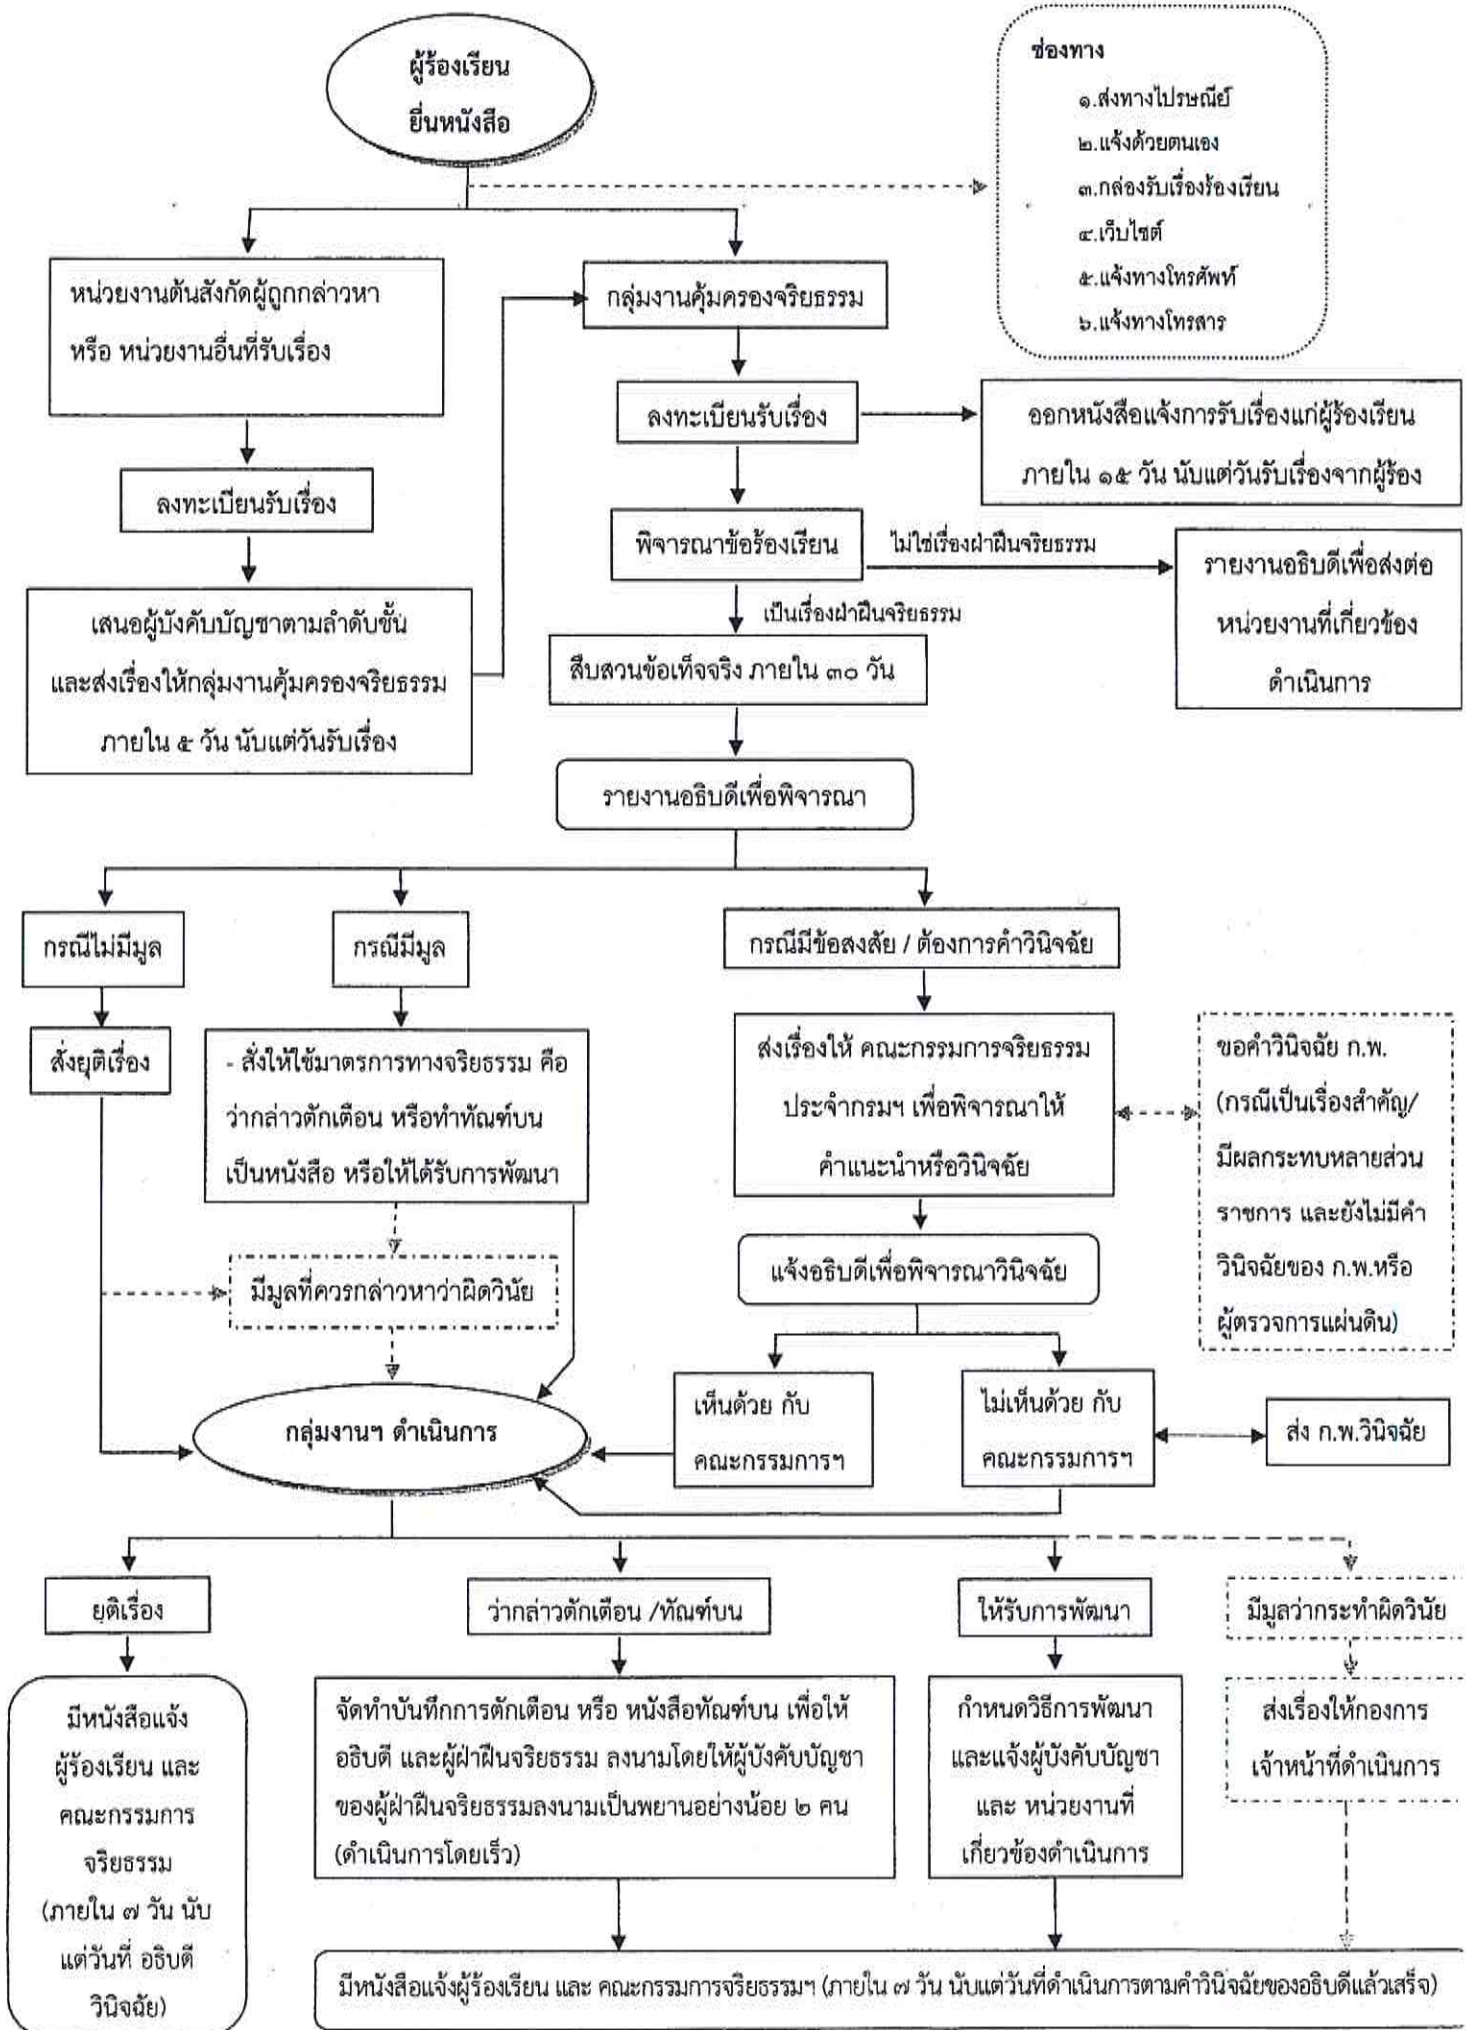 ผู้ร้องเรียน
ยื่นหนังสือ
ช่องทาง
๑.ส่งทางไปรษณีย์
๒.แจ้งด้วยตนเอง
๓.กล่องรับเรื่องร้องเรียน
๔.เว็บไซต์
๕.แจ้งทางโทรศัพท์
๖.แจ้งทางโทรสาร
หน่วยงานต้นสังกัดผู้ถูกกล่าวหา
หรือ หน่วยงานอื่นที่รับเรื่อง
กลุ่มงานคุ้มครองจริยธรรม
ลงทะเบียนรับเรื่อง
ออกหนังสือแจ้งการรับเรื่องแก่ผู้ร้องเรียน
ภายใน ๑๕ วัน นับแต่วันรับเรื่องจากผู้ร้อง
ลงทะเบียนรับเรื่อง
พิจารณาข้อร้องเรียน
ไม่ใช่เรื่องฝ่าฝืนจริยธรรม
รายงานอธิบดีเพื่อส่งต่อ
หน่วยงานที่เกี่ยวข้อง
ดำเนินการ
เสนอผู้บังคับบัญชาตามลำดับชั้น
และส่งเรื่องให้กลุ่มงานคุ้มครองจริยธรรม
ภายใน ๕ วัน นับแต่วันรับเรื่อง
เป็นเรื่องฝ่าฝืนจริยธรรม
สืบสวนข้อเท็จจริง ภายใน ๓๐ วัน
รายงานอธิบดีเพื่อพิจารณา
กรณีไม่มีมูล
กรณีมีมูล
กรณีมีข้อสงสัย / ต้องการคำวินิจฉัย
สั่งยุติเรื่อง
- สั่งให้ใช้มาตรการทางจริยธรรม คือ
ว่ากล่าวตักเตือน หรือทำทัณฑ์บน
เป็นหนังสือ หรือให้ได้รับการพัฒนา
ส่งเรื่องให้ คณะกรรมการจริยธรรม
ประจำกรมฯ เพื่อพิจารณาให้
คำแนะนำหรือวินิจฉัย
ขอคำวินิจฉัย ก.พ.
(กรณีเป็นเรื่องสำคัญ/
มีผลกระทบหลายส่วน
ราชการ และยังไม่มีคำ
วินิจฉัยของ ก.พ.หรือ
ผู้ตรวจการแผ่นดิน)
มีมูลที่ควรกล่าวหาว่าผิดวินัย
แจ้งอธิบดีเพื่อพิจารณาวินิจฉัย
กลุ่มงานฯ ดำเนินการ
เห็นด้วย กับ
คณะกรรมการฯ
ไม่เห็นด้วย กับ
คณะกรรมการฯ
ส่ง ก.พ.วินิจฉัย
ยุติเรื่อง
ว่ากล่าวตักเตือน /ทัณฑ์บน
ให้รับการพัฒนา
มีมูลว่ากระทำผิดวินัย
มีหนังสือแจ้ง
ผู้ร้องเรียน และ
คณะกรรมการ
จริยธรรม
(ภายใน ๗ วัน นับ
แต่วันที่ อธิบดี
วินิจฉัย)
จัดทำบันทึกการตักเตือน หรือ หนังสือทัณฑ์บน เพื่อให้
อธิบดี และผู้ฝ่าฝืนจริยธรรม ลงนามโดยให้ผู้บังคับบัญชา
ของผู้ฝ่าฝืนจริยธรรมลงนามเป็นพยานอย่างน้อย ๒ คน
(ดำเนินการโดยเร็ว)
กำหนดวิธีการพัฒนา
และแจ้งผู้บังคับบัญชา
และ หน่วยงานที่
เกี่ยวข้องดำเนินการ
ส่งเรื่องให้กองการ
เจ้าหน้าที่ดำเนินการ
มีหนังสือแจ้งผู้ร้องเรียน และ คณะกรรมการจริยธรรมฯ (ภายใน ๗ วัน นับแต่วันที่ดำเนินการตามคำวินิจฉัยของอธิบดีแล้วเสร็จ)